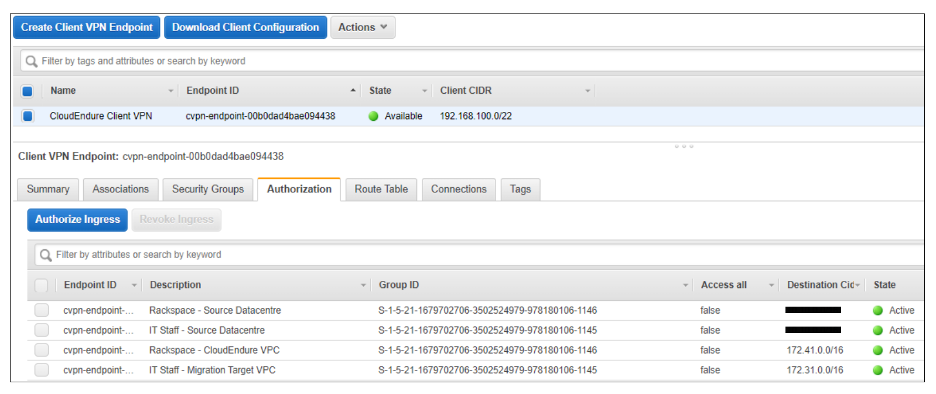 Create Client VPN Endpoint Download Client Configuration Actions
Filter by tags and attributes or search by keyword
Name Endpoint ID State Client CIDR
CloudEndure Client VPN cvpn-endpoint-00b0dad4bae094438 Available 192.168.100.0/22
Client VPN Endpoint: cvpn-endpoint-00b0dad4bae094438
Summary Associations Security Groups Authorization Route Table Connections Tags
Authorize Ingress Revoke Ingress
Filter by attributes or search by keyword
Endpoint ID Description Group ID Access all Destination Cid State
cvpn-endpoint-... Rackspace - Source Datacentre S-1-5-21-1679702706-3502524979-978180106-1146 false Active
cvpn-endpoint-... IT Staff - Source Datacentre S-1-5-21-1679702706-3502524979-978180106-1145 false Active
cvpn-endpoint-... Rackspace - CloudEndure VPC S-1-5-21-1679702706-3502524979-978180106-1146 false 172.41.0.0/16 Active
cvpn-endpoint-... IT Staff - Migration Target VPC S-1-5-21-1679702706-3502524979-978180106-1145 false 172.31.0.0/16 Active